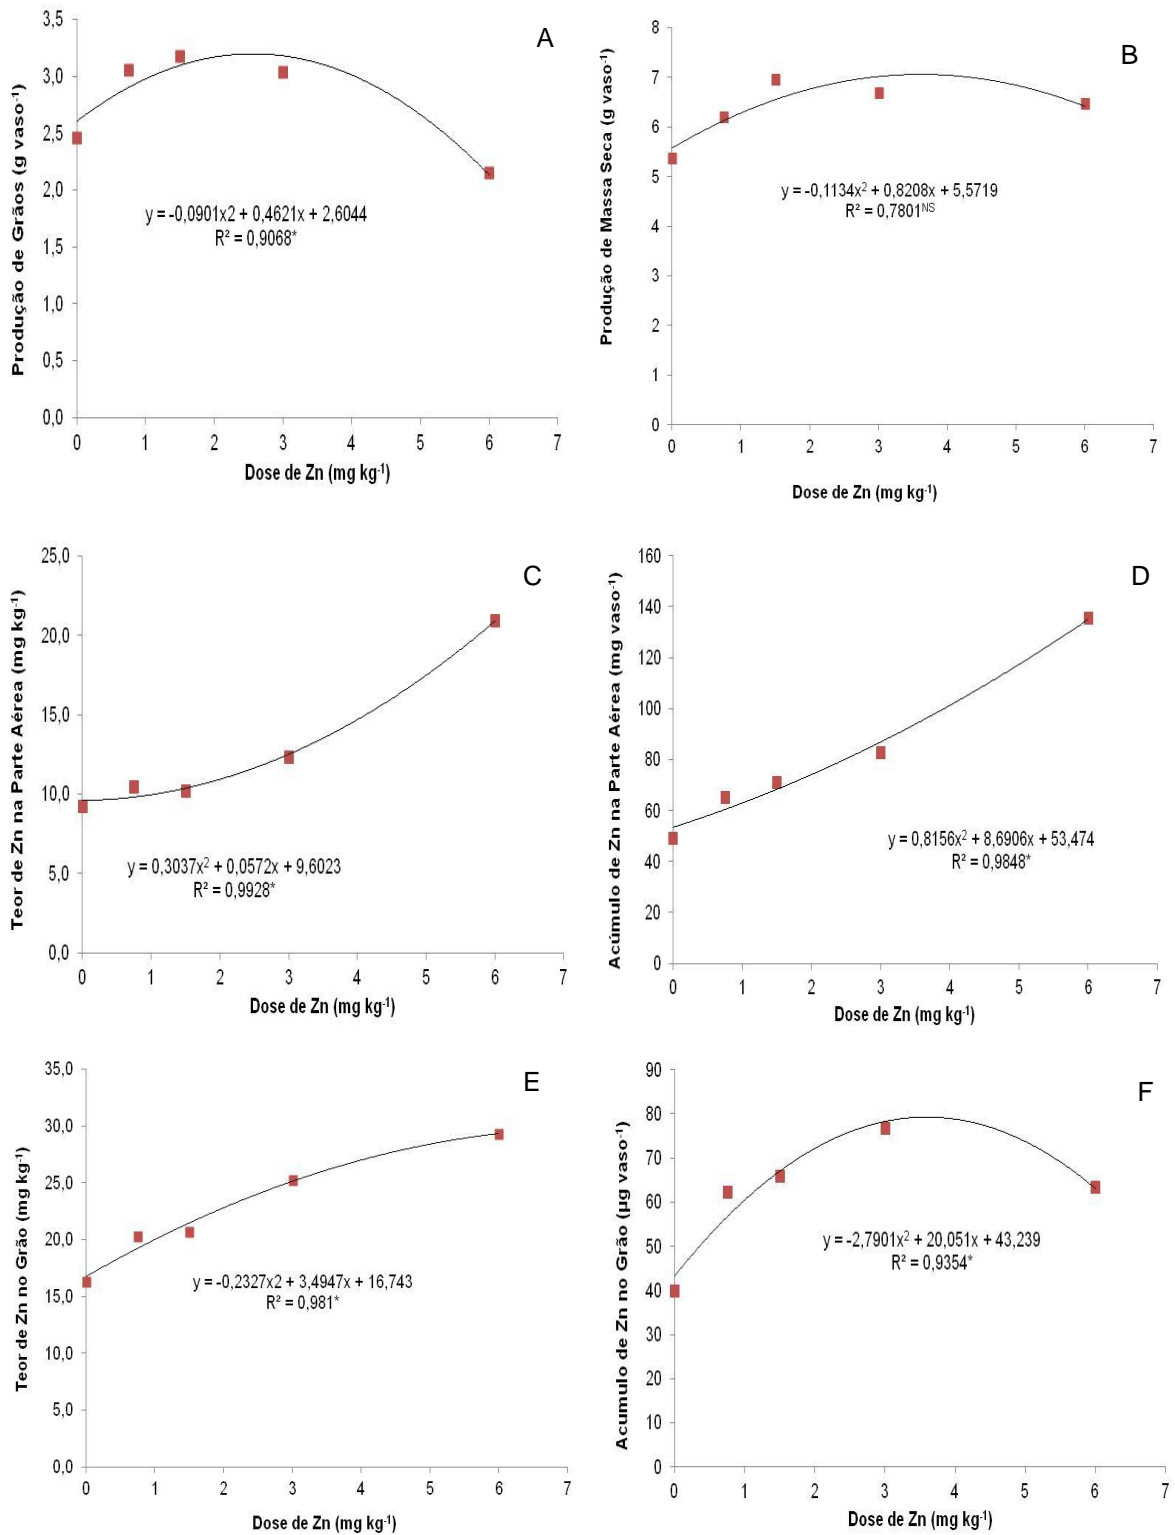 A
Produção de Grãos (g vaso-1)
3,5
3,0
2,5
2,0
1,5
1,0
0,5
0,0
y = -0,0901x2 + 0,4621x + 2,6044
R² = 0,9068*
0 1 2 3 4 5 6 7
Dose de Zn (mg kg-1)
B
Produção de Massa Seca (g vaso-1)
8
7
6
5
4
3
2
1
0
y = -0,1134x² + 0,8208x + 5,5719
R² = 0,7801NS
0 1 2 3 4 5 6 7
Dose de Zn (mg kg-1)
C
Teor de Zn na Parte Aérea (mg kg-1)
25,0
20,0
15,0
10,0
5,0
0,0
y = 0,3037x² + 0,0572x + 9,6023
R² = 0,9928*
0 1 2 3 4 5 6 7
Dose de Zn (mg kg-1)
D
Acúmulo de Zn na Parte Aérea (mg vaso-1)
160
140
120
100
80
60
40
20
0
y = 0,8156x² + 8,6906x + 53,474
R² = 0,9848*
0 1 2 3 4 5 6 7
Dose de Zn (mg kg-1)
E
Teor de Zn no Grão (mg kg-1)
35,0
30,0
25,0
20,0
15,0
10,0
5,0
0,0
y = -0,2327x2 + 3,4947x + 16,743
R² = 0,981*
0 1 2 3 4 5 6 7
Dose de Zn (mg kg-1)
F
Acumulo de Zn no Grão (µg vaso-1)
90
80
70
60
50
40
30
20
10
0
y = -2,7901x² + 20,051x + 43,239
R² = 0,9354*
0 1 2 3 4 5 6 7
Dose de Zn (mg kg-1)